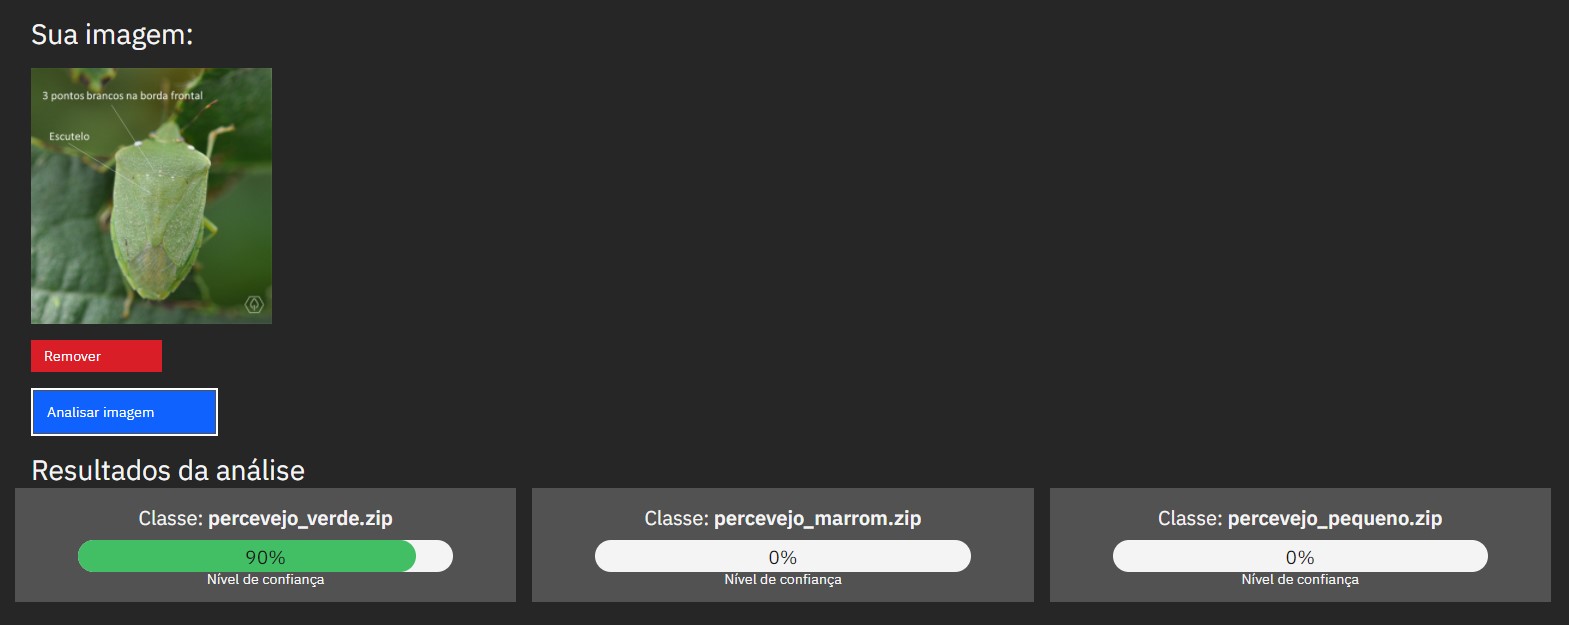 Sua imagem:
3 pontos brancos na borda frontal
Escutelo
Remover
Analisar imagem
Resultados da análise
Classe: percevejo_verde.zip
90%
Nível de confiança
Classe: percevejo_marrom.zip
0%
Nível de confiança
Classe: percevejo_pequeno.zip
0%
Nível de confiança